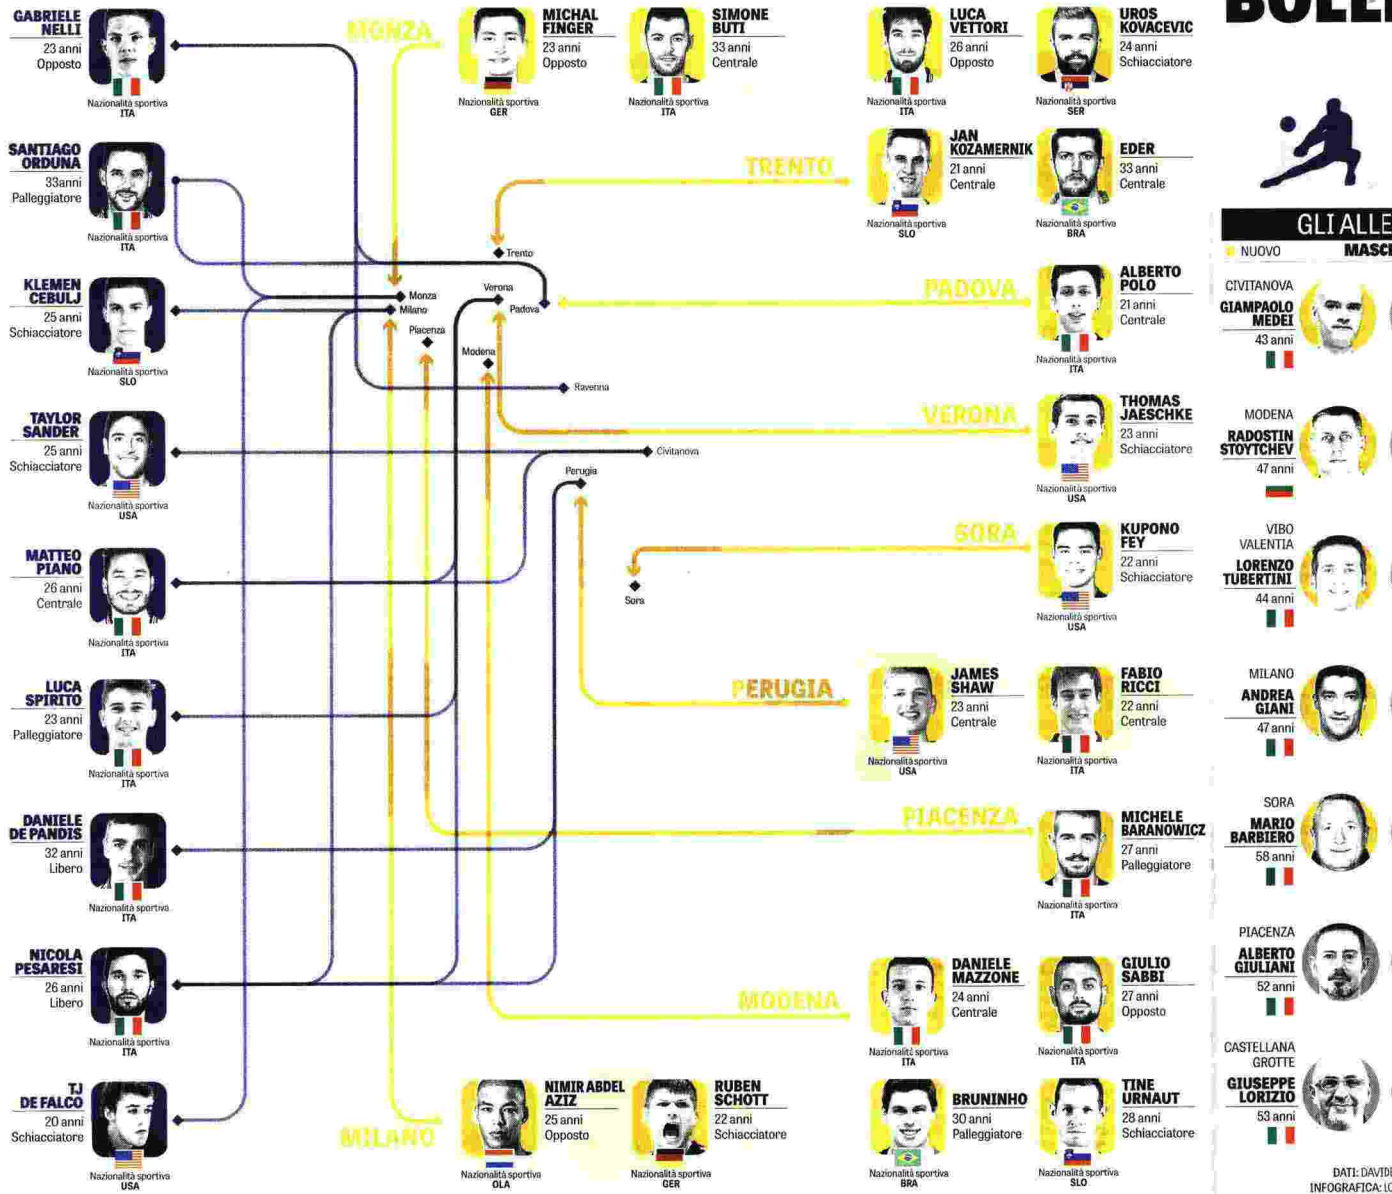 GABRIELE
NELLI
23 anni
Opposto
Nazionalità sportiva
ITA
SANTIAGO
ORDUNA
33anni
Palleggiatore
Nazionalità sportiva
ITA
KLEMEN
CEBULJ
25 anni
Schiacciatore
Nazionalità sportiva
SLO
TAYLOR
SANDER
25 anni
Schiacciatore
Nazionalità sportiva
USA
MATTEO
PIANO
26 anni
Centrale
Nazionalità sportiva
ITA
LUCA
SPIRITO
23 anni
Palleggiatore
Nazionalità sportiva
ITA
DANIELE
DE PANDIS
32 anni
Libero
Nazionalità sportiva
ITA
NICOLA
PESARESI
26 anni
Libero
Nazionalità sportiva
ITA
TJ
DE FALCO
20 anni
Schiacciatore
Nazionalità sportiva
USA
MONZA
MICHAL
FINGER
23 anni
Opposto
Nazionalità sportiva
GER
SIMONE
BUTI
33 anni
Centrale
Nazionalità sportiva
ITA
Trento
Verona
Monza
Milano
Padova
Piacenza
Modena
Ravenna
Civitanova
Perugia
Sora
LUCA
VETTORI
26 anni
Opposto
Nazionalità sportiva
ITA
UROS
KOVACEVIC
24 anni
Schiacciatore
Nazionalità sportiva
SER
TRENTO
JAN
KOZAMERNIK
21 anni
Centrale
Nazionalità sportiva
SLO
EDER
33 anni
Centrale
Nazionalità sportiva
BRA
PADOVA
ALBERTO
POLO
21 anni
Centrale
Nazionalità sportiva
ITA
VERONA
THOMAS
JAESCHKE
23 anni
Schiacciatore
Nazionalità sportiva
USA
SORA
KUPONO
FEY
22 anni
Schiacciatore
Nazionalità sportiva
USA
PERUGIA
JAMES
SHAW
23 anni
Centrale
Nazionalità sportiva
USA
FABIO
RICCI
22 anni
Centrale
Nazionalità sportiva
ITA
PIACENZA
MICHELE
BARANOWICZ
27 anni
Palleggiatore
Nazionalità sportiva
ITA
MODENA
DANIELE
MAZZONE
24 anni
Centrale
Nazionalità sportiva
ITA
GIULIO
SABBI
27 anni
Opposto
Nazionalità sportiva
ITA
BRUNINHO
30 anni
Palleggiatore
Nazionalità sportiva
BRA
TINE
URNAUT
28 anni
Schiacciatore
Nazionalità sportiva
SLO
MILANO
NIMIR ABDEL
AZIZ
25 anni
Opposto
Nazionalità sportiva
OLA
RUBEN
SCHOTT
22 anni
Schiacciatore
Nazionalità sportiva
GER
GLI ALLE
NUOVO
MASC
CIVITANOVA
GIAMPAOLO
MEDEI
43 anni
MODENA
RADOSTIN
STOYTCHEV
47 anni
VIBO
VALENTIA
LORENZO
TUBERTINI
44 anni
MILANO
ANDREA
GIANI
47 anni
SORA
MARIO
BARBIERO
58 anni
PIACENZA
ALBERTO
GIULIANI
52 anni
CASTELLANA
GROTTE
GIUSEPPE
LORIZIO
53 anni
DATI: DAVIDE
INFOGRAFICA: